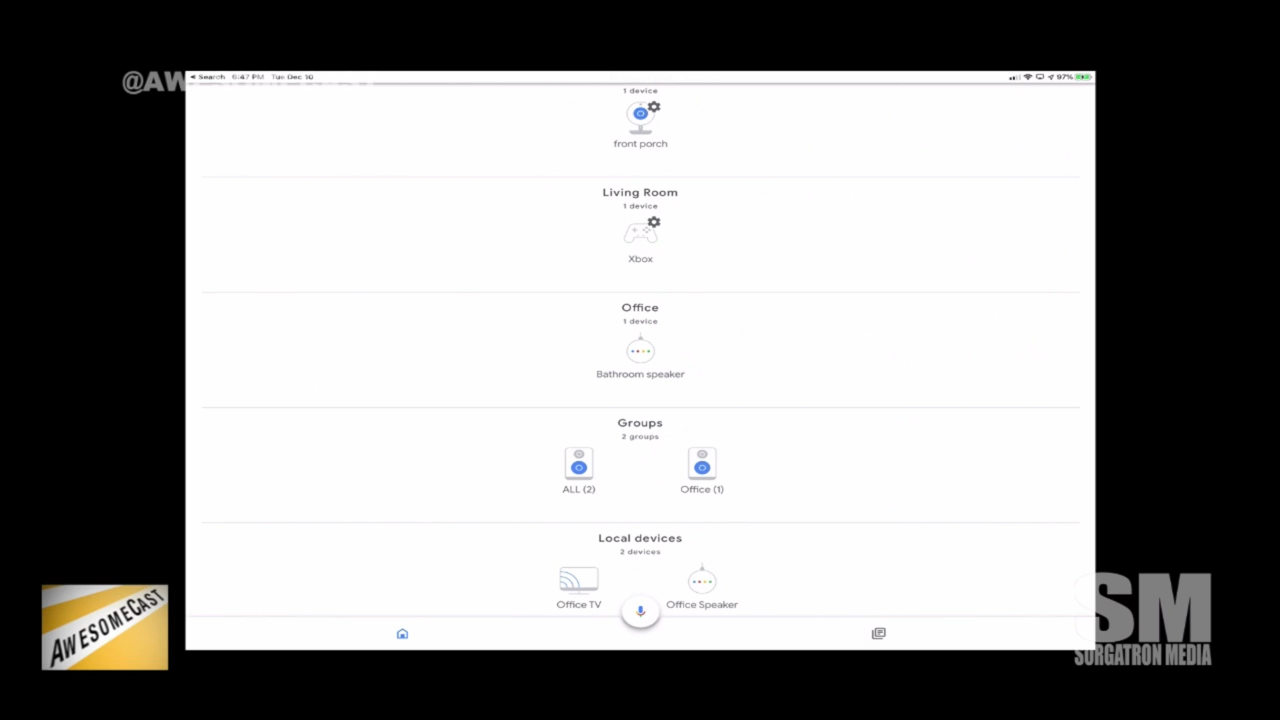 @AW
Search 6:47 PM Tue Dec 10
97%
1 device
front porch
Living Room
1 device
Xbox
Office
1 device
Bathroom speaker
Groups
2 groups
ALL (2)
Office (1)
Local devices
2 devices
Office TV
Office Speaker
AWESOMECAST
SM
SORGATRON MEDIA